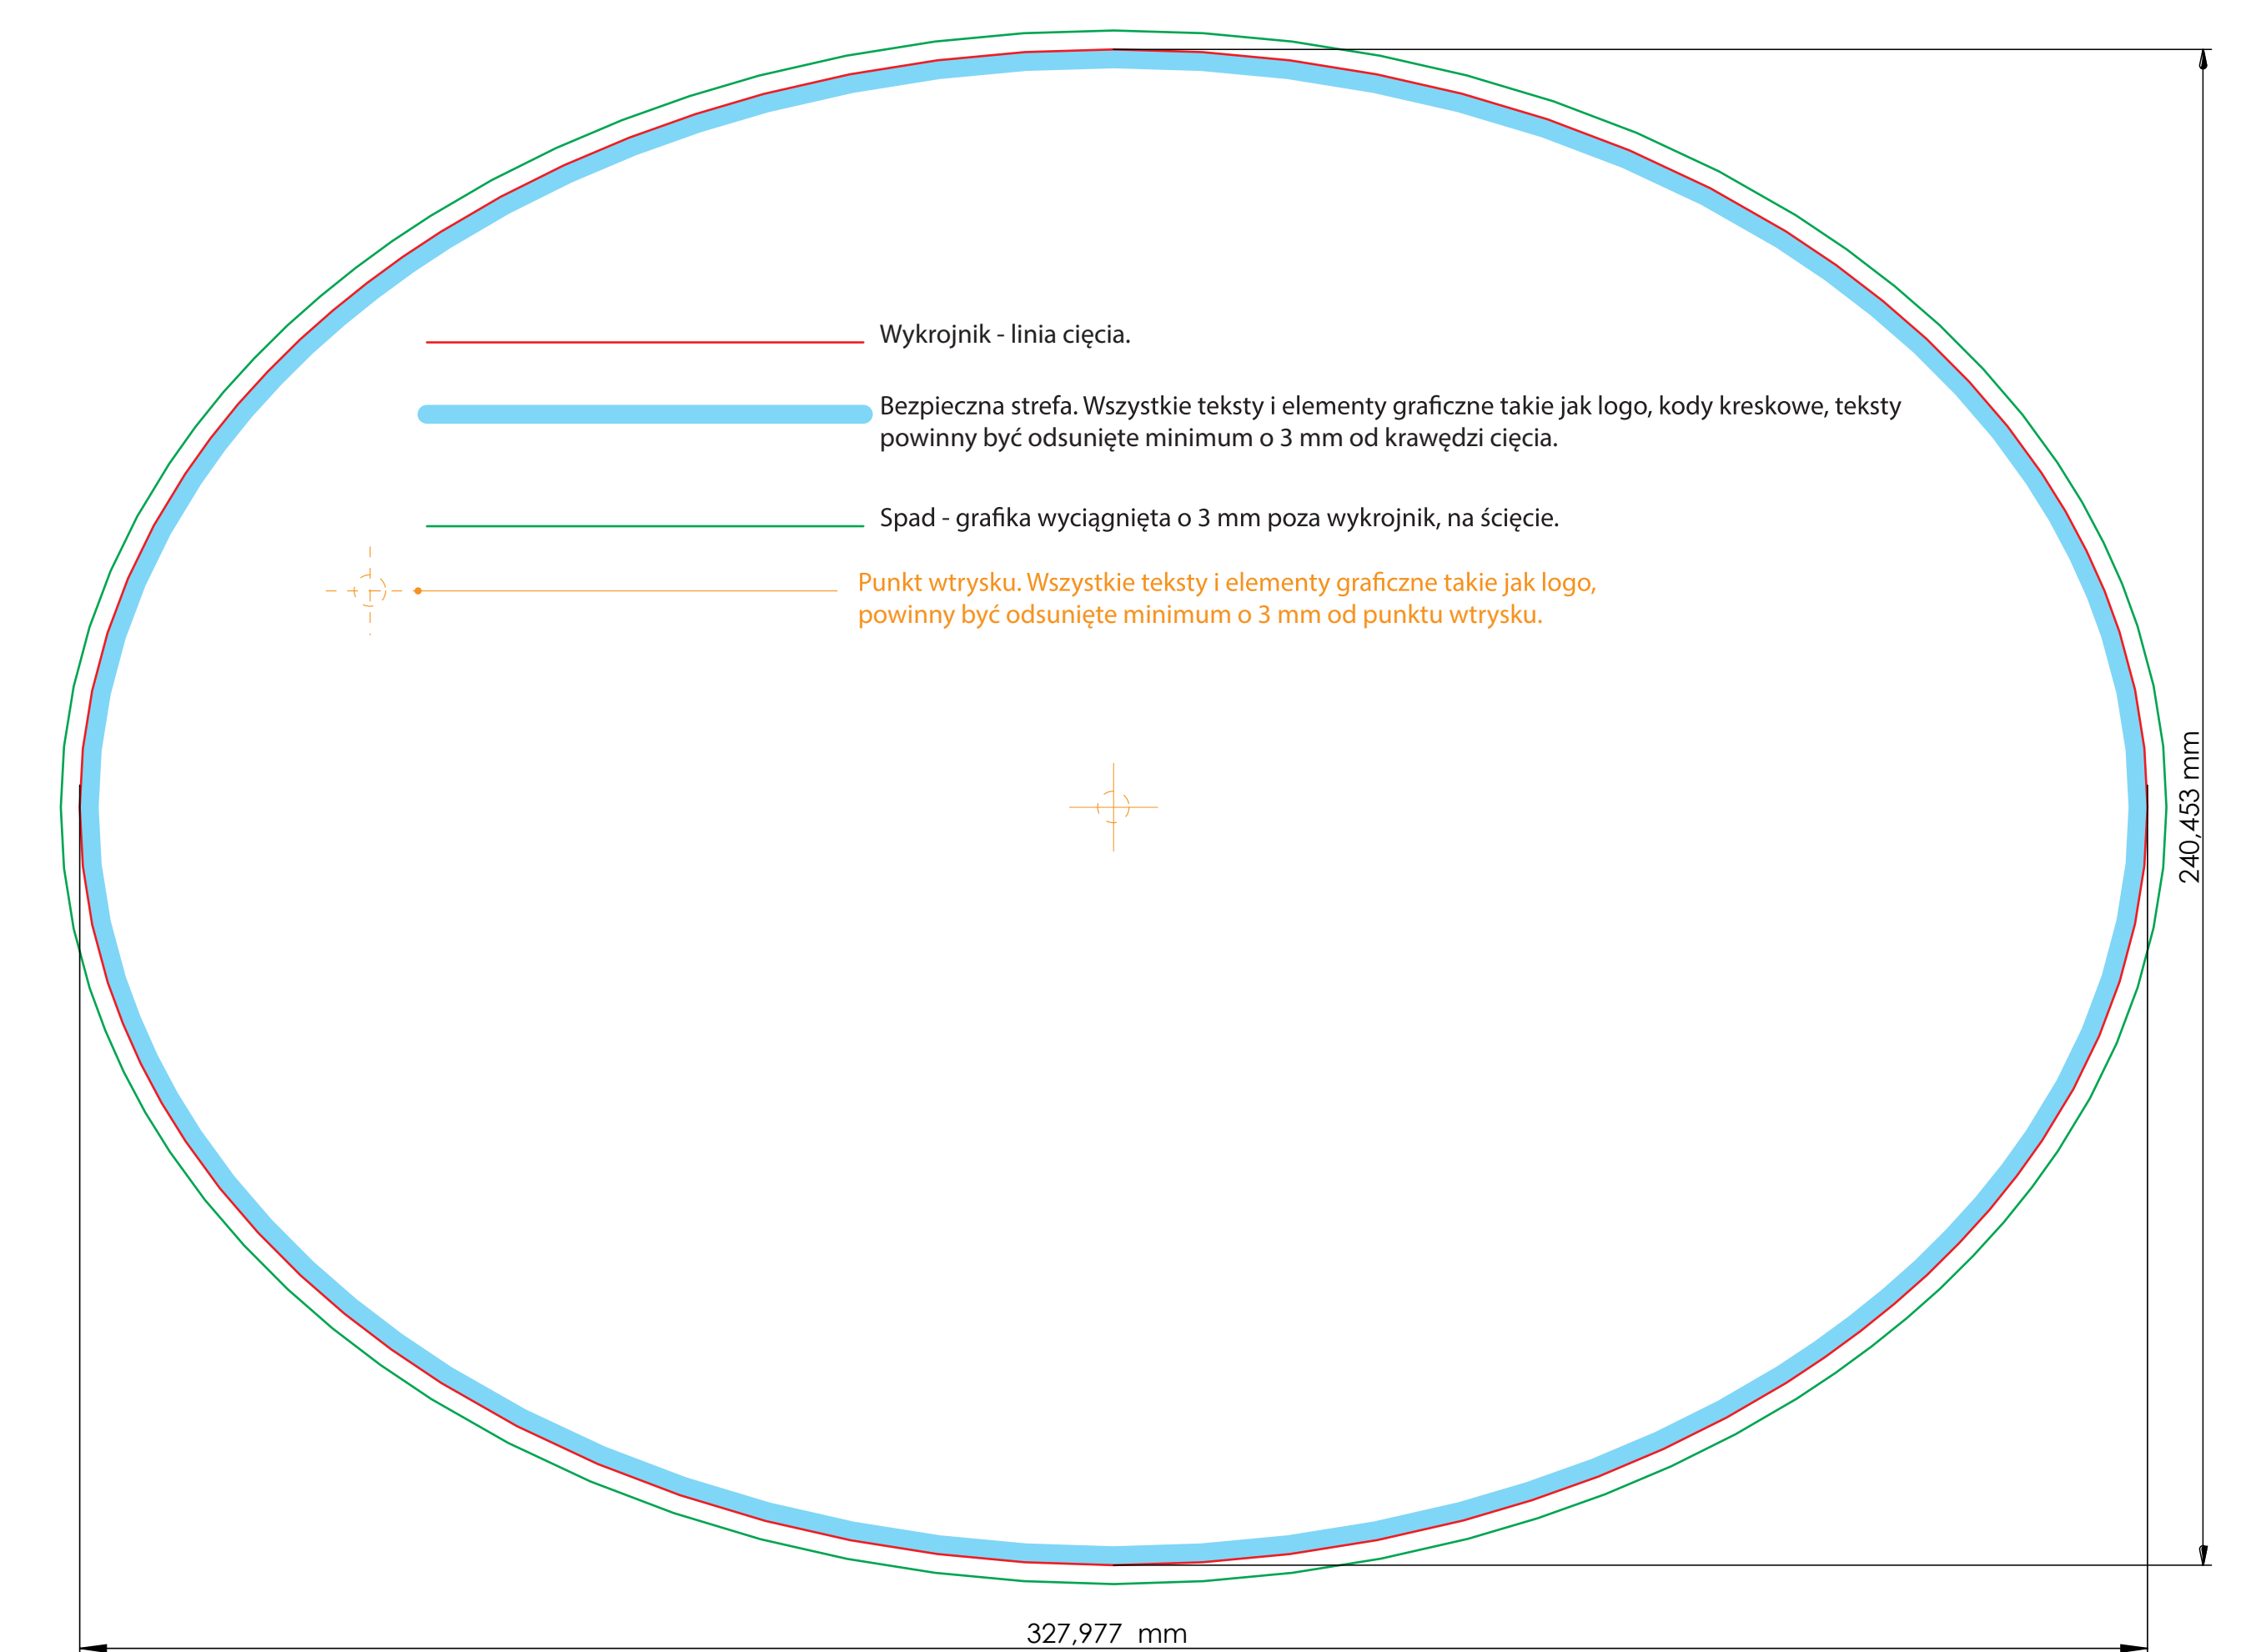 Wykrojnik - linia cięcia.
Bezpieczna strefa. Wszystkie teksty i elementy graficzne takie jak logo, kody kreskowe, teksty
powinny być odsunięte minimum o 3 mm od krawędzi cięcia.
Spad - grafika wyciągnięta o 3 mm poza wykrojnik, na ścięcie.
Punkt wtrysku. Wszystkie teksty i elementy graficzne takie jak logo,
powinny być odsunięte minimum o 3 mm od punktu wtrysku.
240,453 mm
327,977 mm